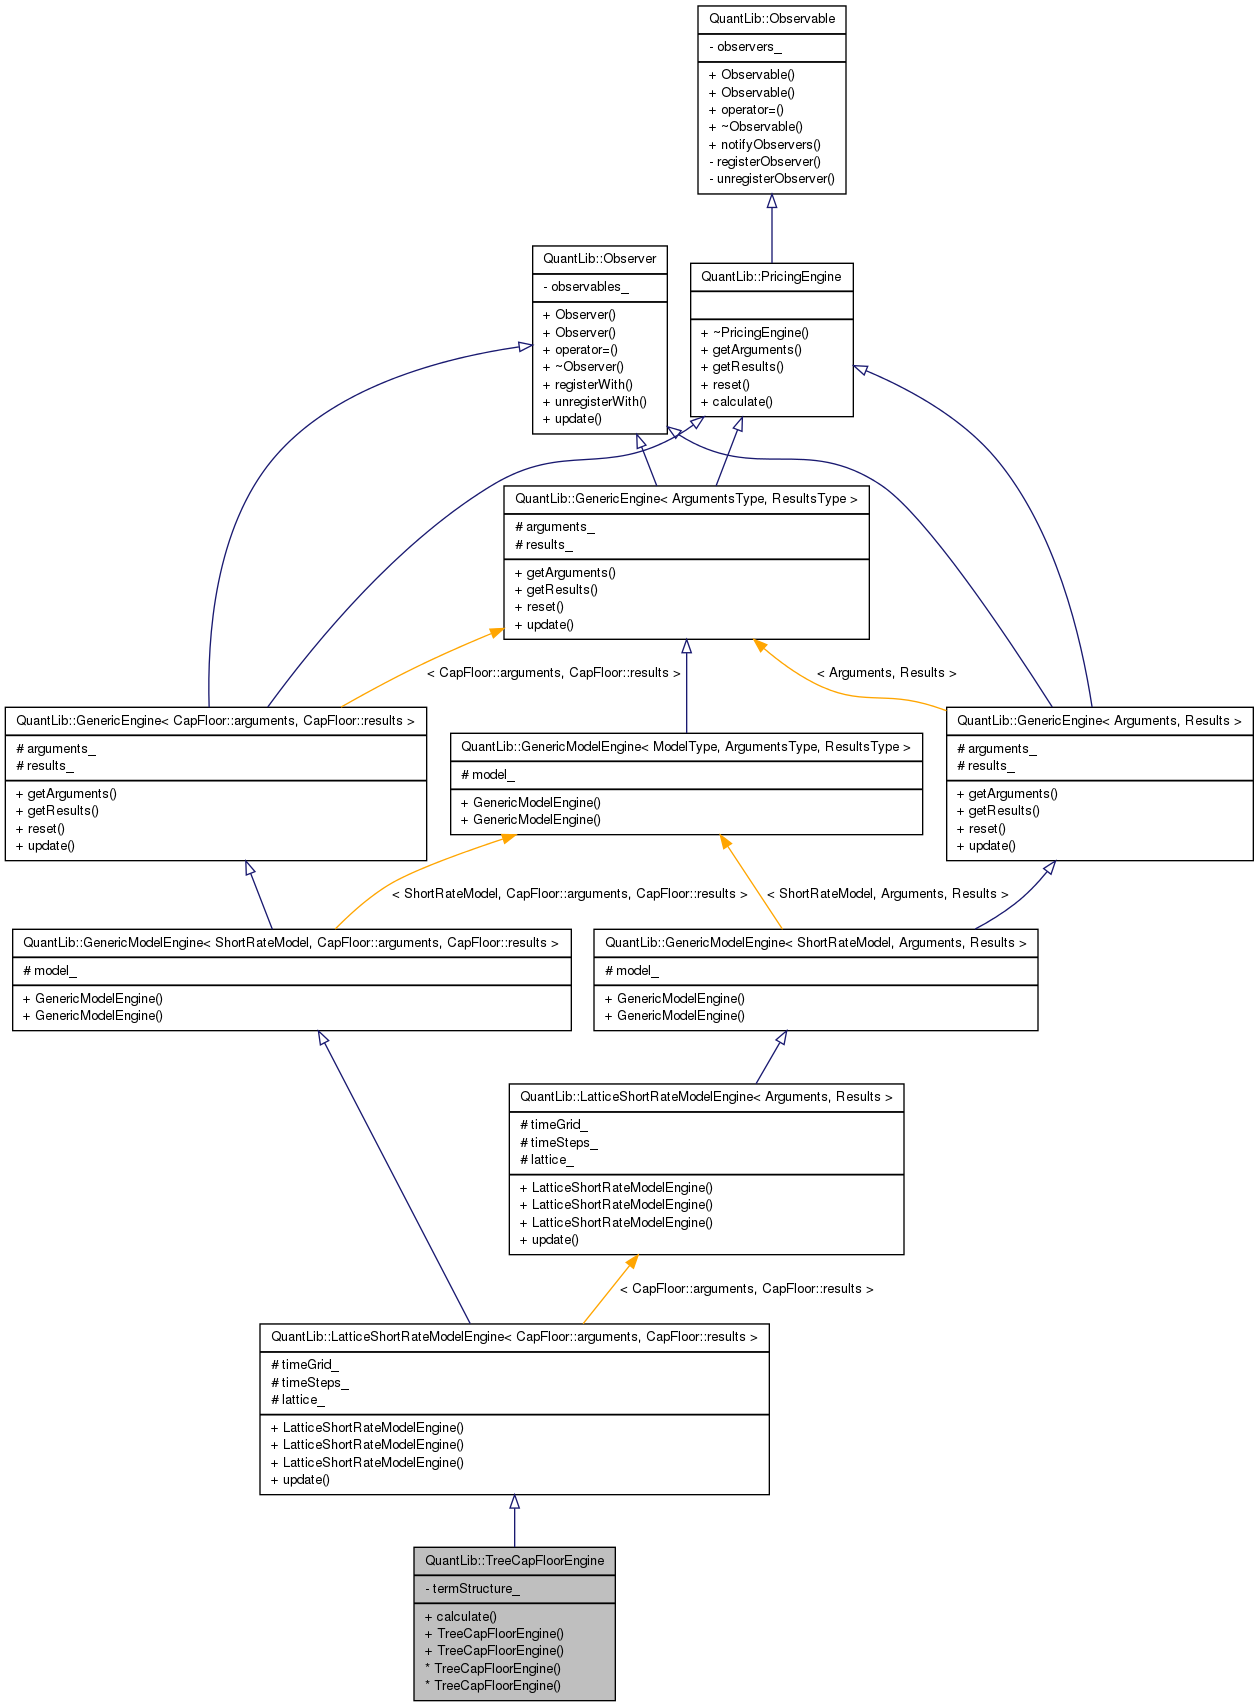 QuantLib::Observable
- observers_
+ Observable()
+ Observable()
+ operator=()
+ ~Observable()
+ notifyObservers()
- registerObserver()
- unregisterObserver()
QuantLib::Observer
- observables_
+ Observer()
+ Observer()
+ operator=()
+ ~Observer()
+ registerWith()
+ unregisterWith()
+ update()
QuantLib::PricingEngine
+ ~PricingEngine()
+ getArguments()
+ getResults()
+ reset()
+ calculate()
QuantLib::GenericEngine< ArgumentsType, ResultsType >
# arguments_
# results_
+ getArguments()
+ getResults()
+ reset()
+ update()
< CapFloor::arguments, CapFloor::results >
< Arguments, Results >
QuantLib::GenericEngine< CapFloor::arguments, CapFloor::results >
# arguments_
# results_
+ getArguments()
+ getResults()
+ reset()
+ update()
QuantLib::GenericModelEngine< ModelType, ArgumentsType, ResultsType >
# model_
+ GenericModelEngine()
+ GenericModelEngine()
QuantLib::GenericEngine< Arguments, Results >
# arguments_
# results_
+ getArguments()
+ getResults()
+ reset()
+ update()
< ShortRateModel, CapFloor::arguments, CapFloor::results >
< ShortRateModel, Arguments, Results >
QuantLib::GenericModelEngine< ShortRateModel, CapFloor::arguments, CapFloor::results >
# model_
+ GenericModelEngine()
+ GenericModelEngine()
QuantLib::GenericModelEngine< ShortRateModel, Arguments, Results >
# model_
+ GenericModelEngine()
+ GenericModelEngine()
QuantLib::LatticeShortRateModelEngine< Arguments, Results >
# timeGrid_
# timeSteps_
# lattice_
+ LatticeShortRateModelEngine()
+ LatticeShortRateModelEngine()
+ LatticeShortRateModelEngine()
+ update()
< CapFloor::arguments, CapFloor::results >
QuantLib::LatticeShortRateModelEngine< CapFloor::arguments, CapFloor::results >
# timeGrid_
# timeSteps_
# lattice_
+ LatticeShortRateModelEngine()
+ LatticeShortRateModelEngine()
+ LatticeShortRateModelEngine()
+ update()
QuantLib::TreeCapFloorEngine
- termStructure_
+ calculate()
+ TreeCapFloorEngine()
+ TreeCapFloorEngine()
* TreeCapFloorEngine()
* TreeCapFloorEngine()